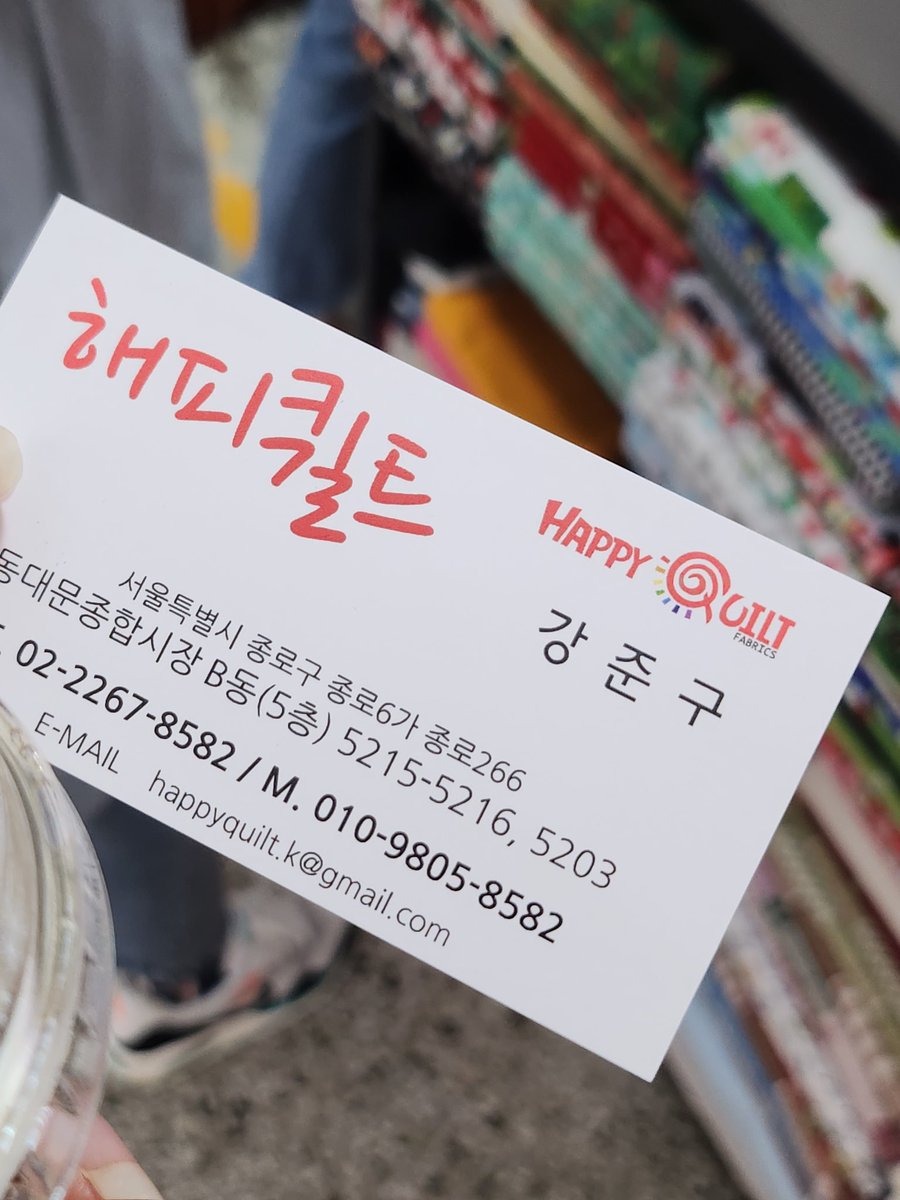 해피퀼트
HAPPY QUILT
FABRICS
강준구
서울특별시 종로구 종로6가 종로266
동대문종합시장 B동(5층) 5215-5216, 5203
02-2267-8582 / M. 010-9805-8582
E-MAIL happyquilt.k@gmail.com